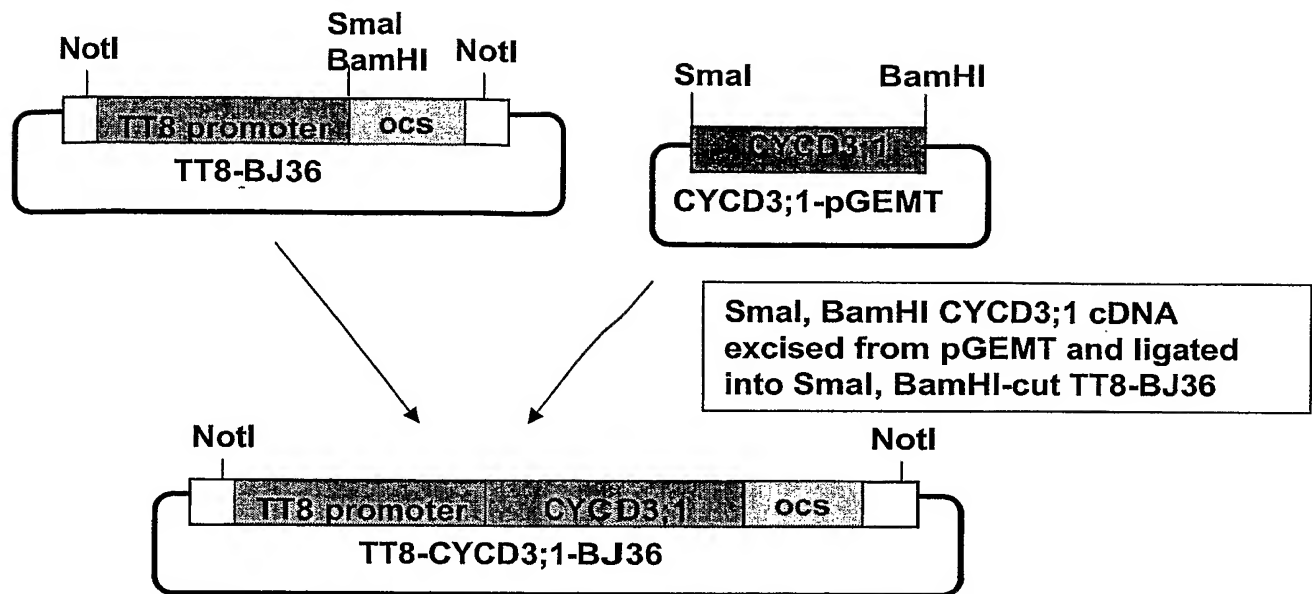 SmaI
NotI BamHI NotI
TT8 promoter ocs
TT8-BJ36
SmaI BamHI
CYCD3;1
CYCD3;1-pGEMT
SmaI, BamHI CYCD3;1 cDNA
excised from pGEMT and ligated
into SmaI, BamHI-cut TT8-BJ36
NotI NotI
TT8 promoter CYCD3,1 ocs
TT8-CYCD3;1-BJ36